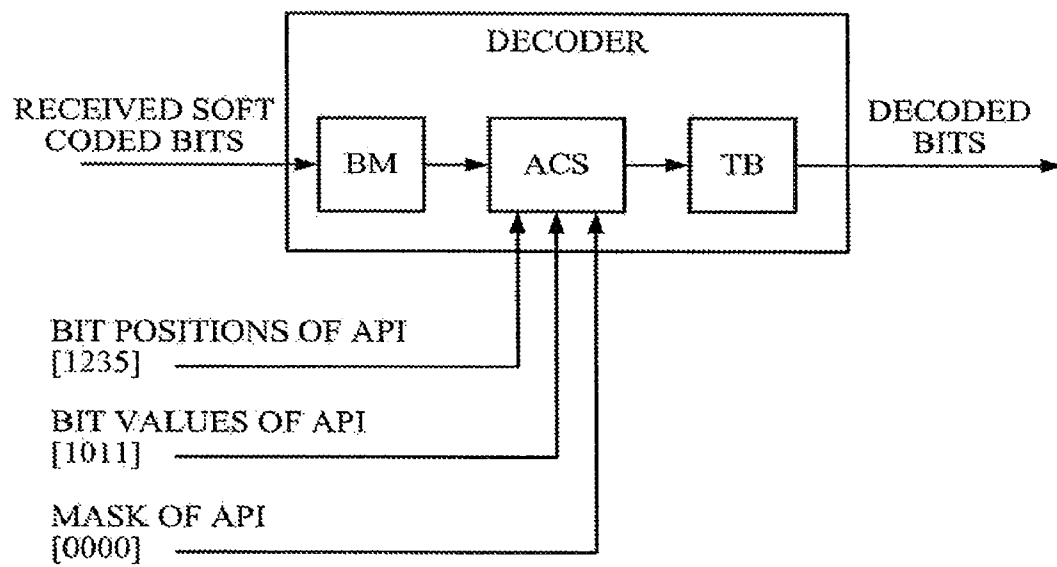 DECODER
RECEIVED SOFT
CODED BITS
BM
ACS
TB
DECODED
BITS
BIT POSITIONS OF API
[1235]
BIT VALUES OF API
[1011]
MASK OF API
[0000]